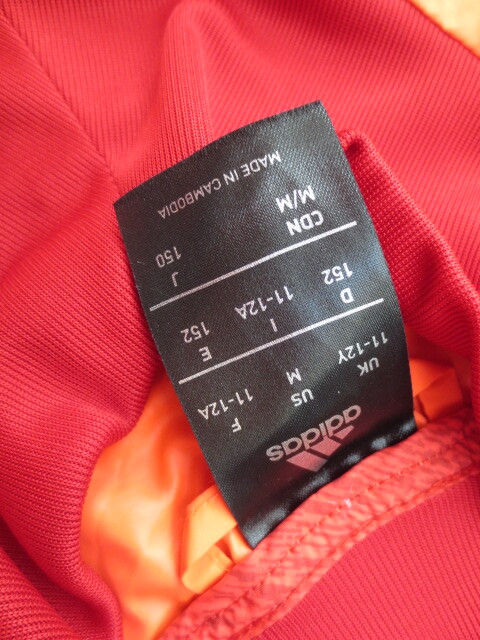 adidas
UK US F
11-12Y M 11-12A
D I E
152 11-12A 152
CDN J
M/M 150
MADE IN CAMBODIA